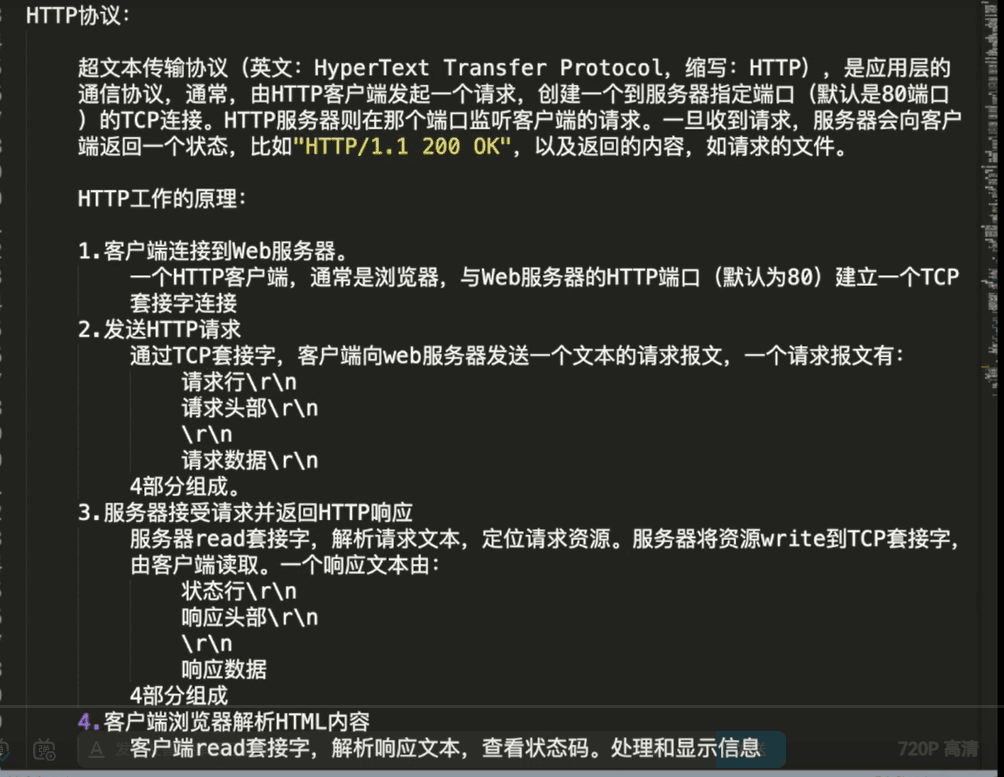 HTTP协议：
超文本传输协议（英文：HyperText Transfer Protocol，缩写：HTTP），是应用层的
通信协议，通常，由HTTP客户端发起一个请求，创建一个到服务器指定端口（默认是80端口
）的TCP连接。HTTP服务器则在那个端口监听客户端的请求。一旦收到请求，服务器会向客户
端返回一个状态，比如"HTTP/1.1 200 OK"，以及返回的内容，如请求的文件。
HTTP工作的原理：
1.客户端连接到Web服务器。
一个HTTP客户端，通常是浏览器，与Web服务器的HTTP端口（默认为80）建立一个TCP
套接字连接
2.发送HTTP请求
通过TCP套接字，客户端向web服务器发送一个文本的请求报文，一个请求报文有：
请求行\r\n
请求头部\r\n
\r\n
请求数据\r\n
4部分组成。
3.服务器接受请求并返回HTTP响应
服务器read套接字，解析请求文本，定位请求资源。服务器将资源write到TCP套接字，
由客户端读取。一个响应文本由：
状态行\r\n
响应头部\r\n
\r\n
响应数据
4部分组成
4.客户端浏览器解析HTML内容
客户端read套接字，解析响应文本，查看状态码。处理和显示信息
720P 高清